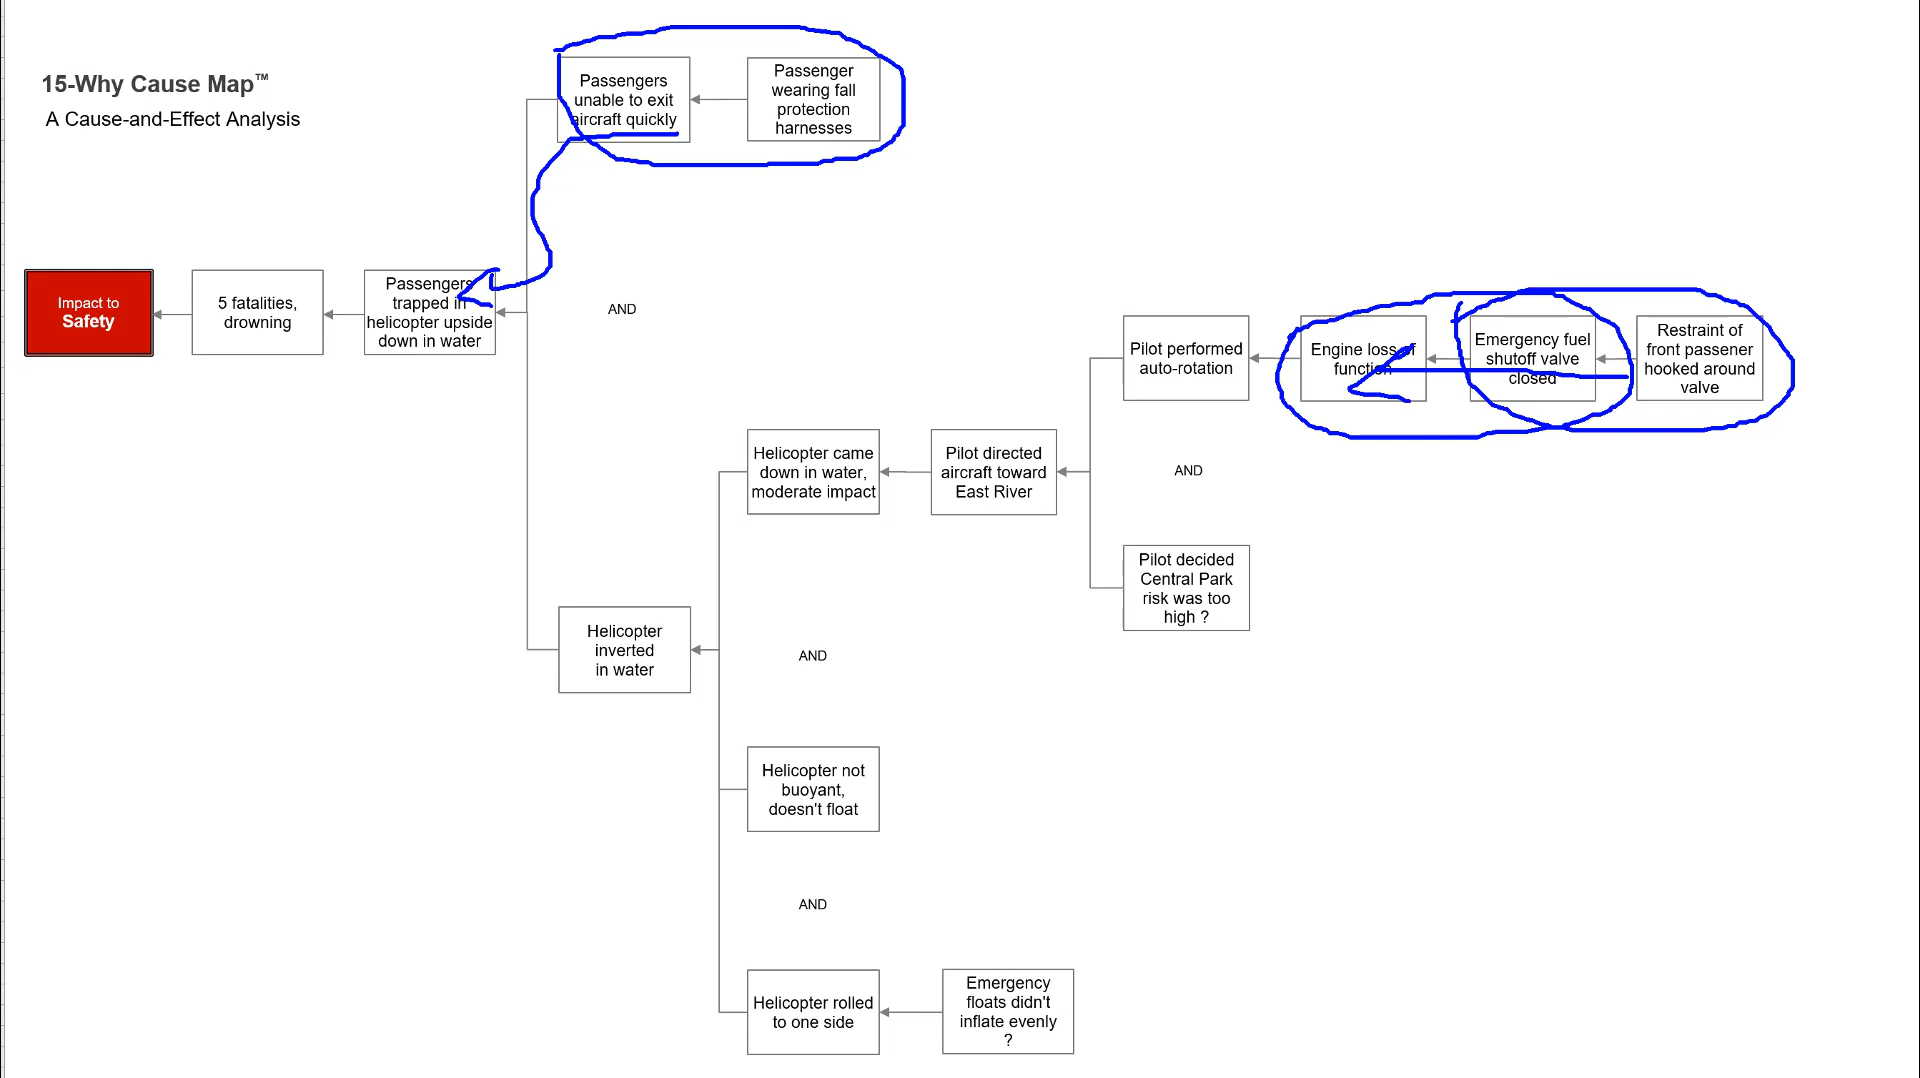 15-Why Cause Map™
A Cause-and-Effect Analysis
Passengers
unable to exit
aircraft quickly
Passenger
wearing fall
protection
harnesses
Impact to
Safety
5 fatalities,
drowning
Passengers
trapped in
helicopter upside
down in water
AND
Pilot performed
auto-rotation
Engine loss of
function
Emergency fuel
shutoff valve
closed
Restraint of
front passener
hooked around
valve
Helicopter came
down in water,
moderate impact
Pilot directed
aircraft toward
East River
AND
Pilot decided
Central Park
risk was too
high ?
Helicopter
inverted
in water
AND
Helicopter not
buoyant,
doesn't float
AND
Helicopter rolled
to one side
Emergency
floats didn't
inflate evenly
?